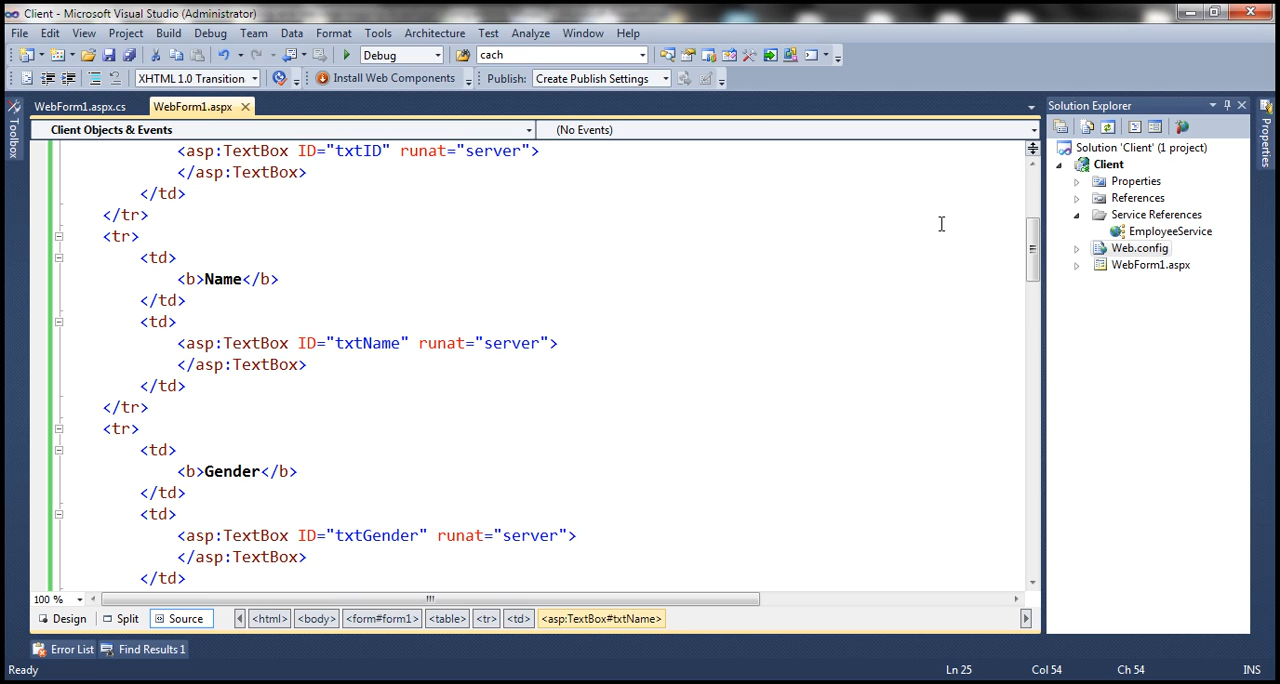 Client - Microsoft Visual Studio (Administrator)
File Edit View Project Build Debug Team Data Format Tools Architecture Test Analyze Window Help
Debug cach
XHTML 1.0 Transition Install Web Components Publish: Create Publish Settings
WebForm1.aspx.cs WebForm1.aspx
Solution Explorer
Toolbox
Properties
Client Objects & Events (No Events)
<asp:TextBox ID="txtID" runat="server">
</asp:TextBox>
</td>
</tr>
<tr>
<td>
<b>Name</b>
</td>
<td>
<asp:TextBox ID="txtName" runat="server">
</asp:TextBox>
</td>
</tr>
<tr>
<td>
<b>Gender</b>
</td>
<td>
<asp:TextBox ID="txtGender" runat="server">
</asp:TextBox>
</td>
Solution 'Client' (1 project)
Client
Properties
References
Service References
EmployeeService
Web.config
WebForm1.aspx
100 %
Design Split Source <html> <body> <form#form1> <table> <tr> <td> <asp:TextBox#txtName>
Error List Find Results 1
Ready Ln 25 Col 54 Ch 54 INS